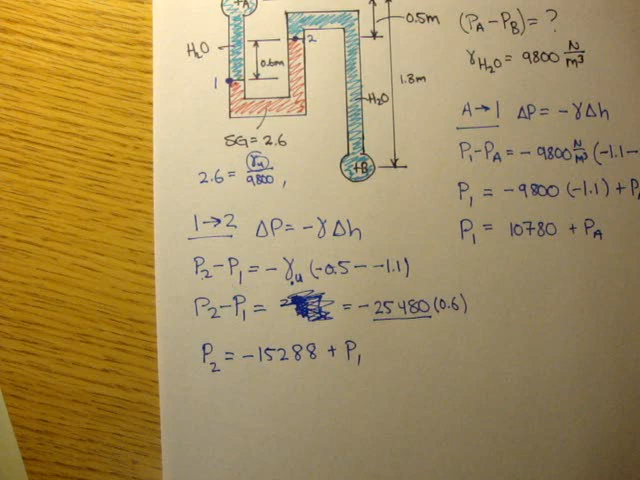 +A
H₂O
0.6m
1
2
0.5m
1.8m
H₂O
+B
SG = 2.6
2.6 = γu / 9800 ,
1→2 ΔP = -γΔh
P₂-P₁ = -γu (-0.5 - -1.1)
P₂-P₁ = = -25480(0.6)
P₂ = -15288 + P₁
(PA-PB) = ?
γH₂O = 9800 N/m³
A→1 ΔP = -γΔh
P₁-PA = -9800 N/m³ (-1.1-
P₁ = -9800 (-1.1) + P
P₁ = 10780 + PA